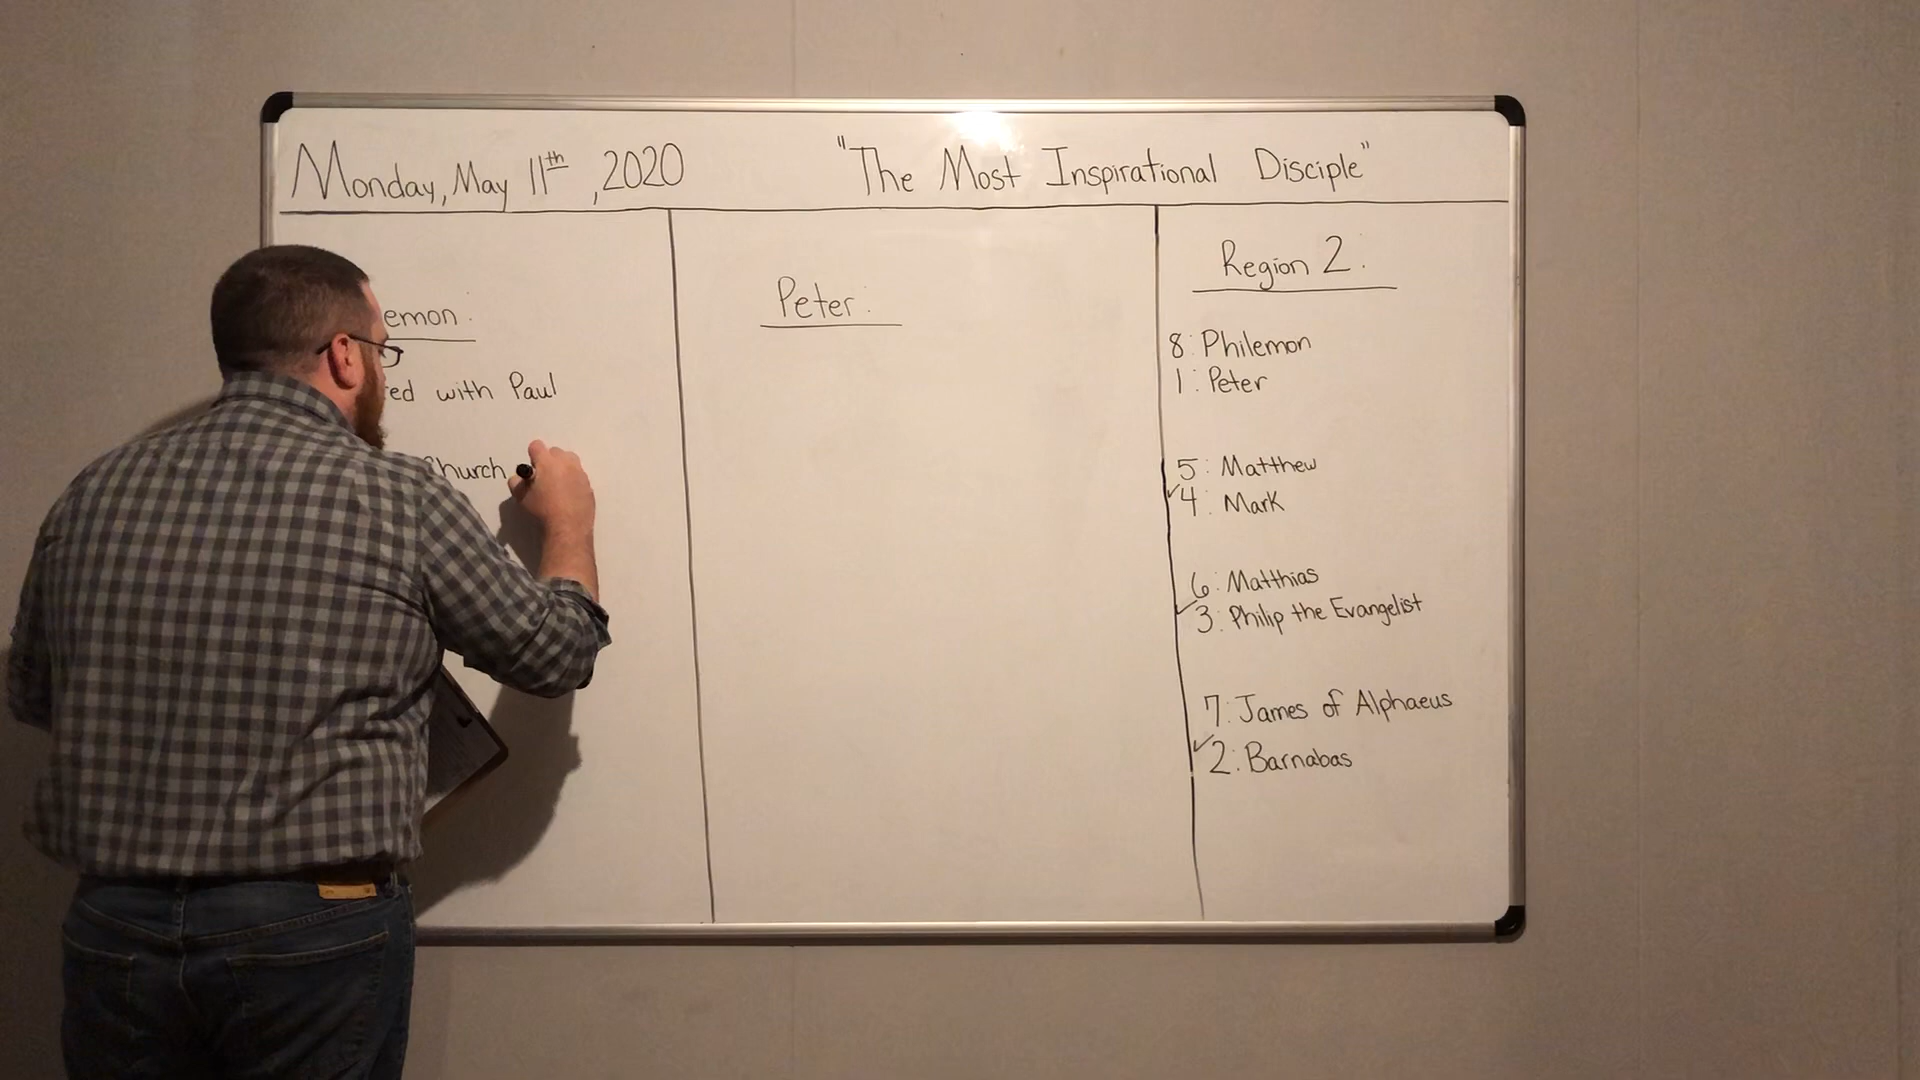 Monday, May 11th, 2020
"The Most Inspirational Disciple"
emon:
ed with Paul
Church
Peter:
Region 2:
8: Philemon
1: Peter
5: Matthew
4: Mark
6: Matthias
3: Philip the Evangelist
7: James of Alphaeus
2: Barnabas